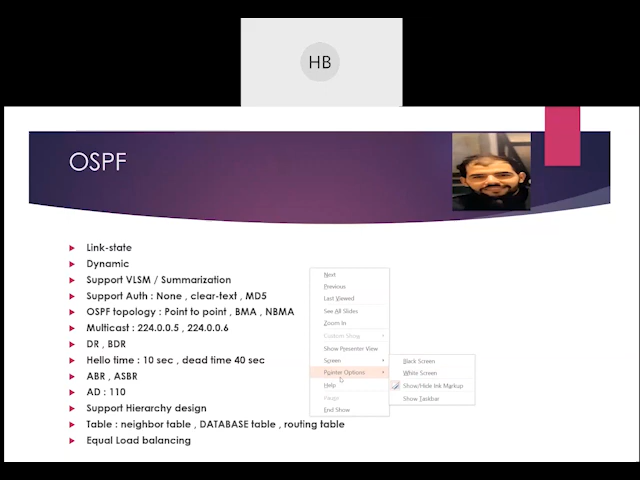 HB
OSPF
Link-state
Dynamic
Support VLSM / Summarization
Support Auth : None , clear-text , MD5
OSPF topology : Point to point , BMA , NBMA
Multicast : 224.0.0.5 , 224.0.0.6
DR , BDR
Hello time : 10 sec , dead time 40 sec
ABR , ASBR
AD : 110
Support Hierarchy design
Table : neighbor table , DATABASE table , routing table
Equal Load balancing
Next
Previous
Last Viewed
See All Slides
Zoom In
Custom Show
Show Presenter View
Screen
Pointer Options
Help
Pause
End Show
Black Screen
White Screen
Show/Hide Ink Markup
Show Taskbar